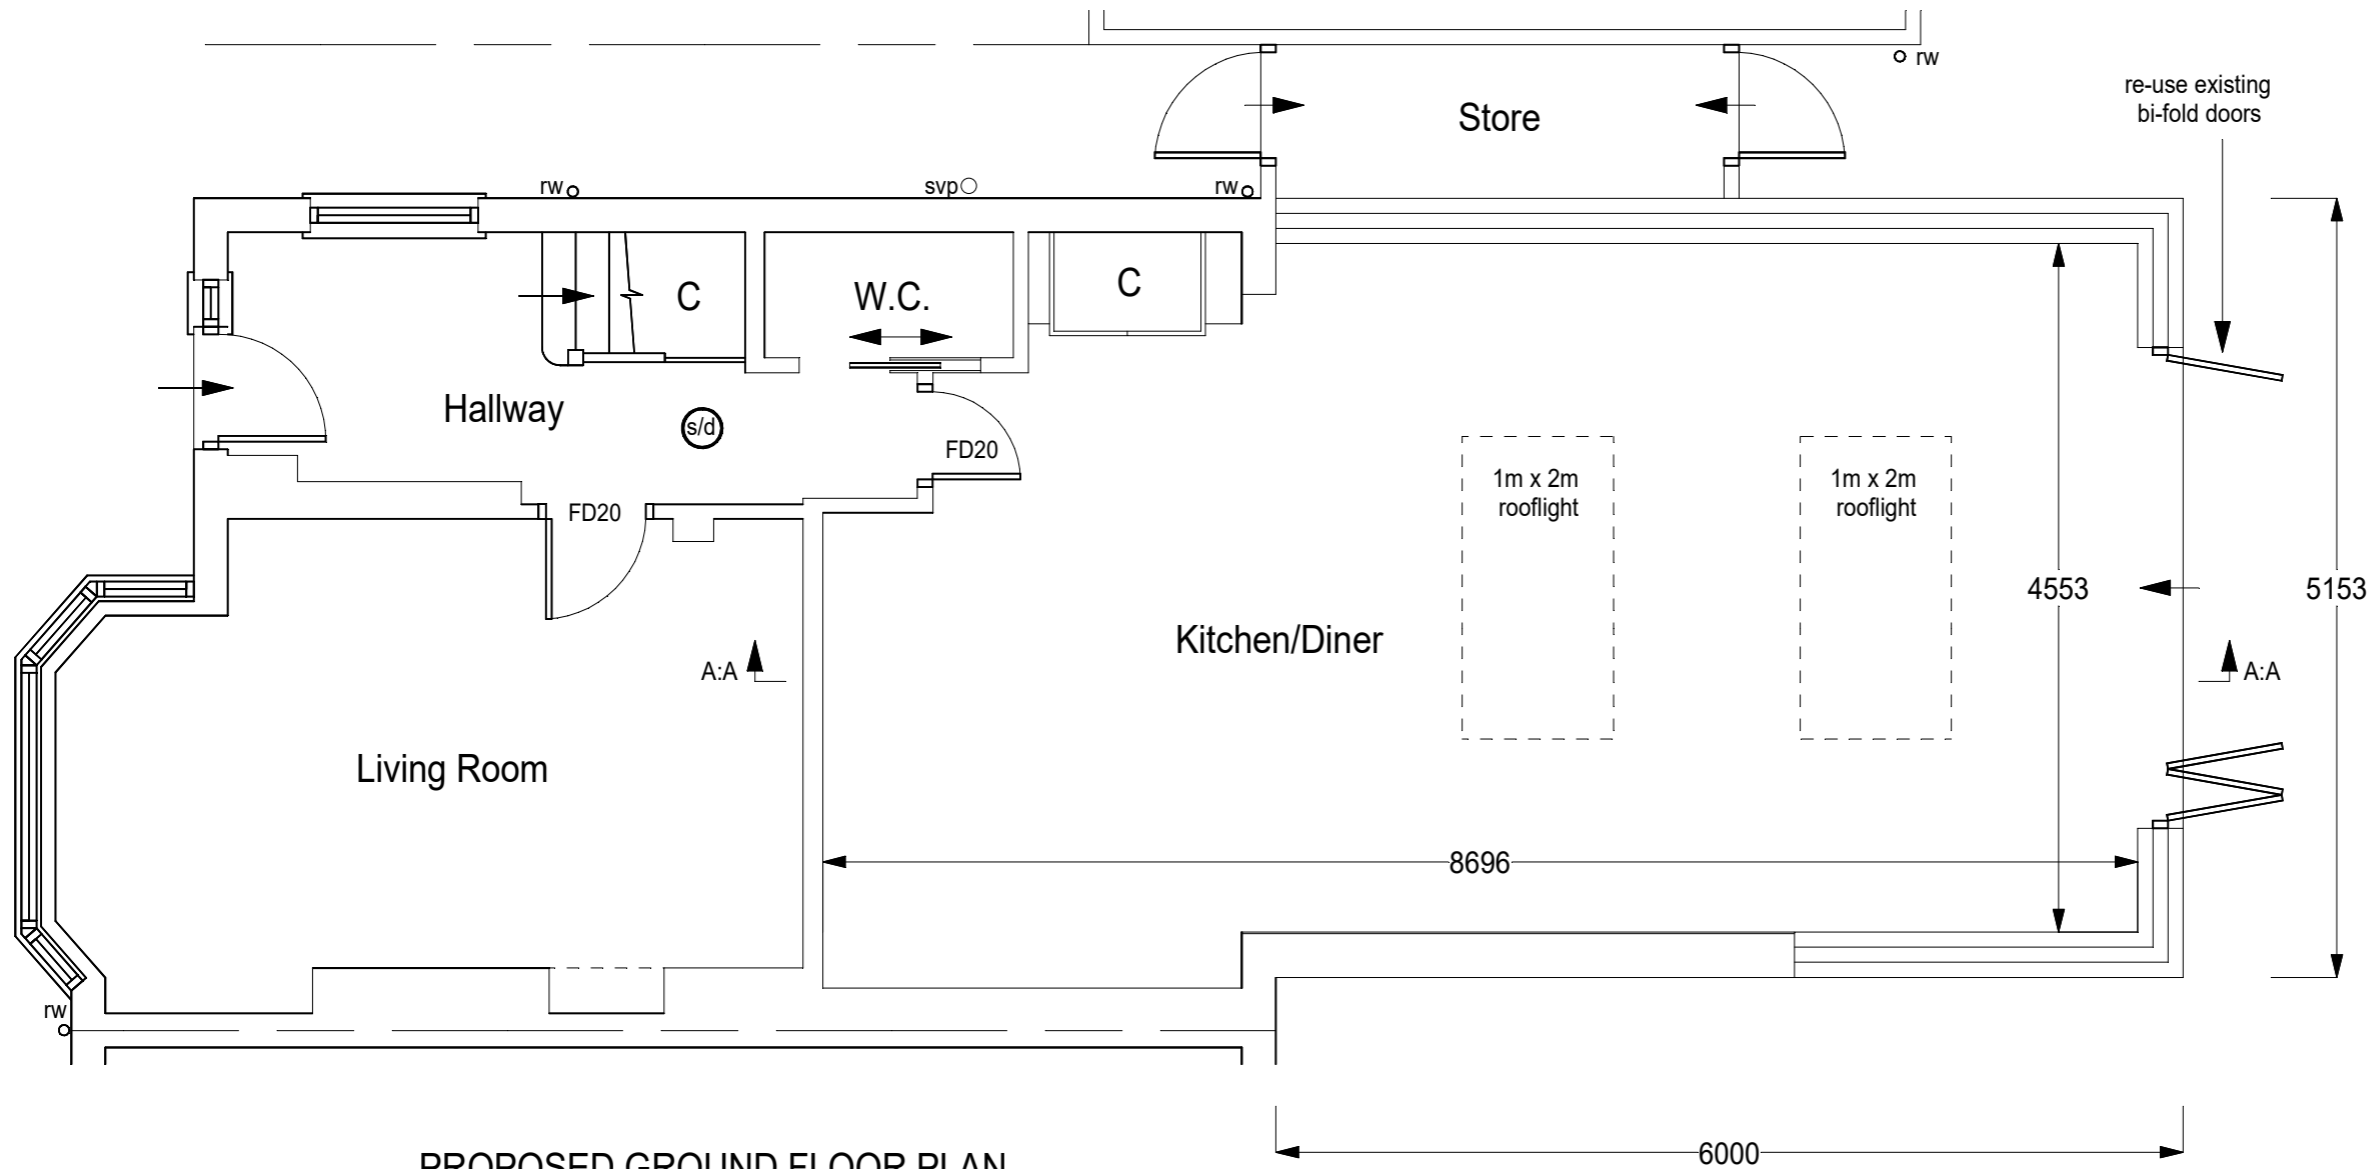 rw
re-use existing
bi-fold doors
Store
rw
svp
rw
C
W.C.
C
Hallway
s/d
FD20
FD20
1m x 2m
rooflight
1m x 2m
rooflight
4553
5153
Kitchen/Diner
A:A
A:A
Living Room
8696
rw
6000
PROPOSED GROUND FLOOR PLAN